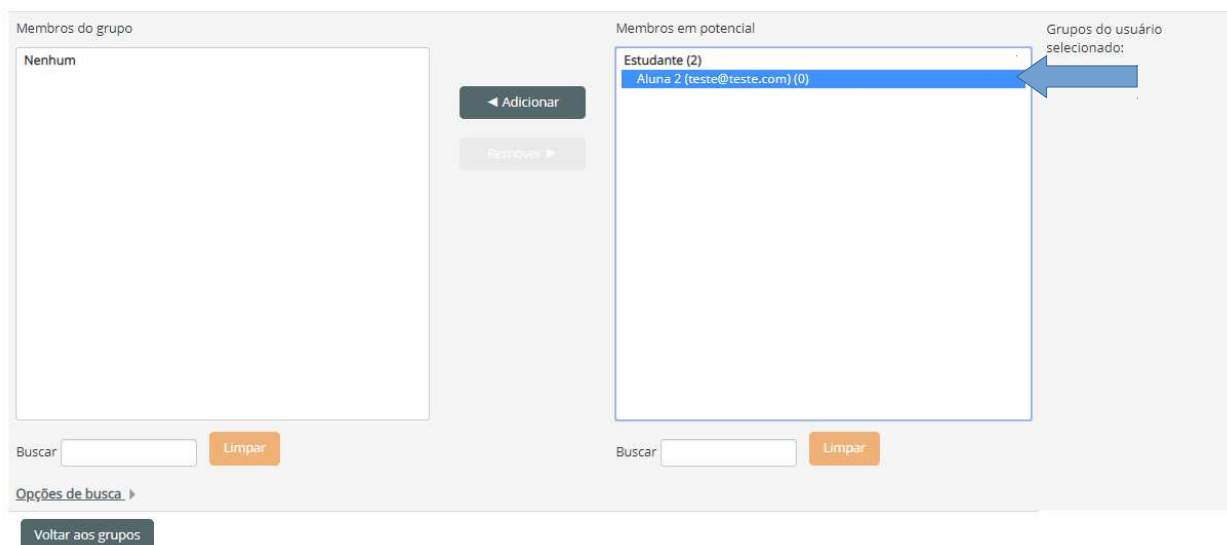 Membros do grupo
Nenhum
◄ Adicionar
Remover ►
Membros em potencial
Estudante (2)
Aluna 2 (teste@teste.com) (0)
Grupos do usuário
selecionado:
Buscar
Limpar
Buscar
Limpar
Opções de busca
Voltar aos grupos